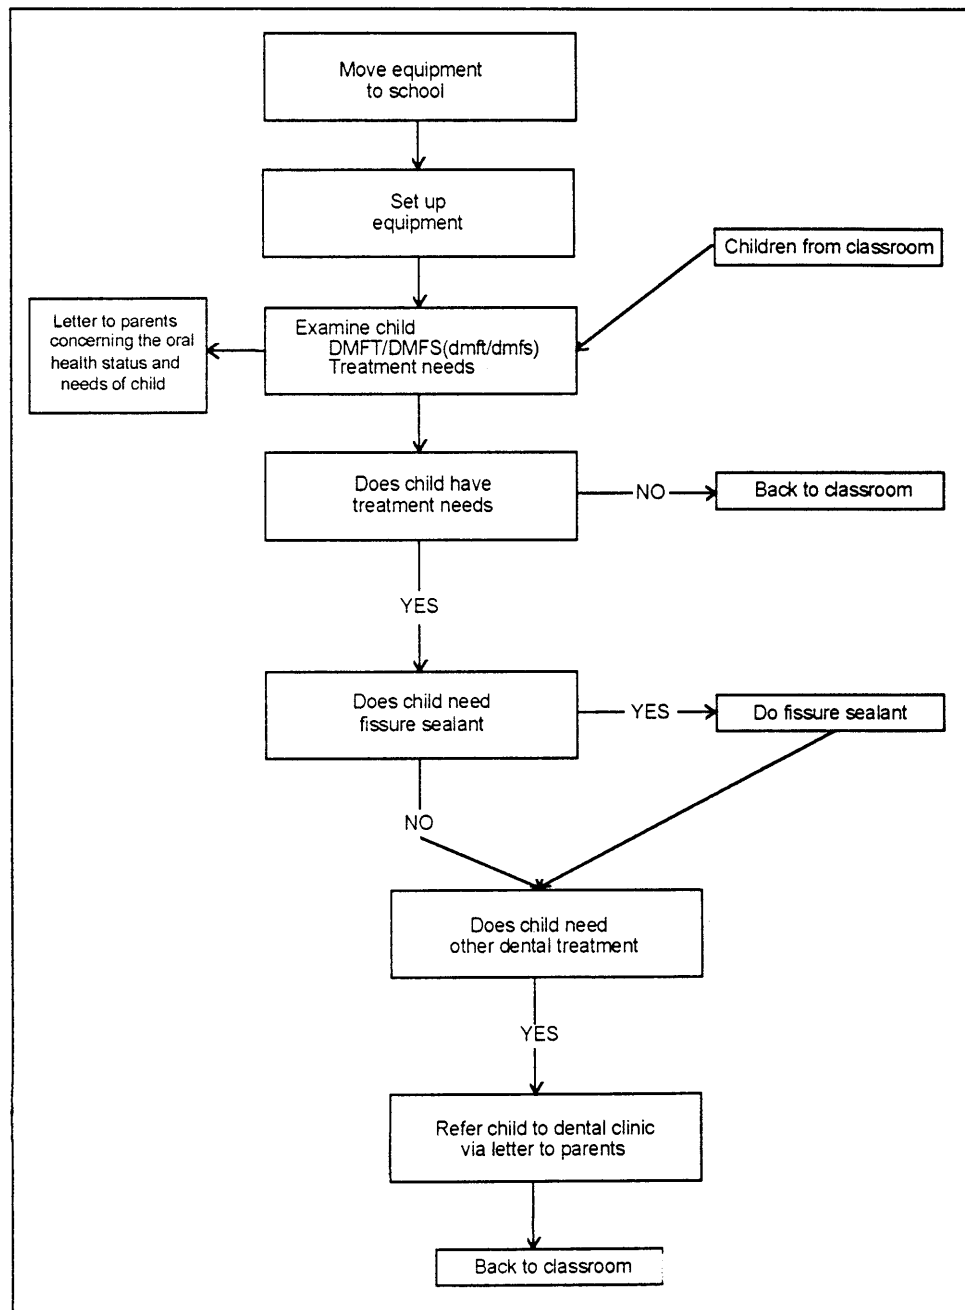 Move equipment
to school
Set up
equipment
Children from classroom
Letter to parents
concerning the oral
health status and
needs of child
Examine child
DMFT/DMFS(dmft/dmfs)
Treatment needs
Does child have
treatment needs
NO
Back to classroom
YES
Does child need
fissure sealant
YES
Do fissure sealant
NO
Does child need
other dental treatment
YES
Refer child to dental clinic
via letter to parents
Back to classroom